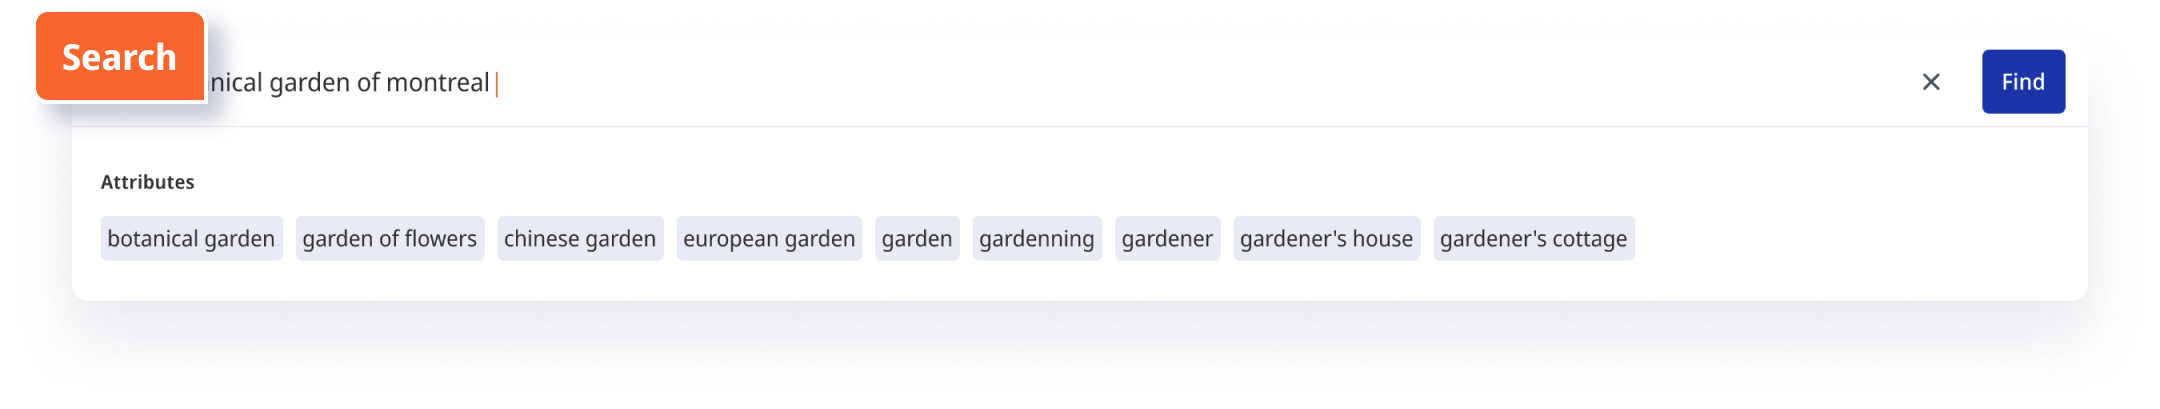 Search
nical garden of montreal
Find
Attributes
botanical garden garden of flowers chinese garden european garden garden gardenning gardener gardener's house gardener's cottage